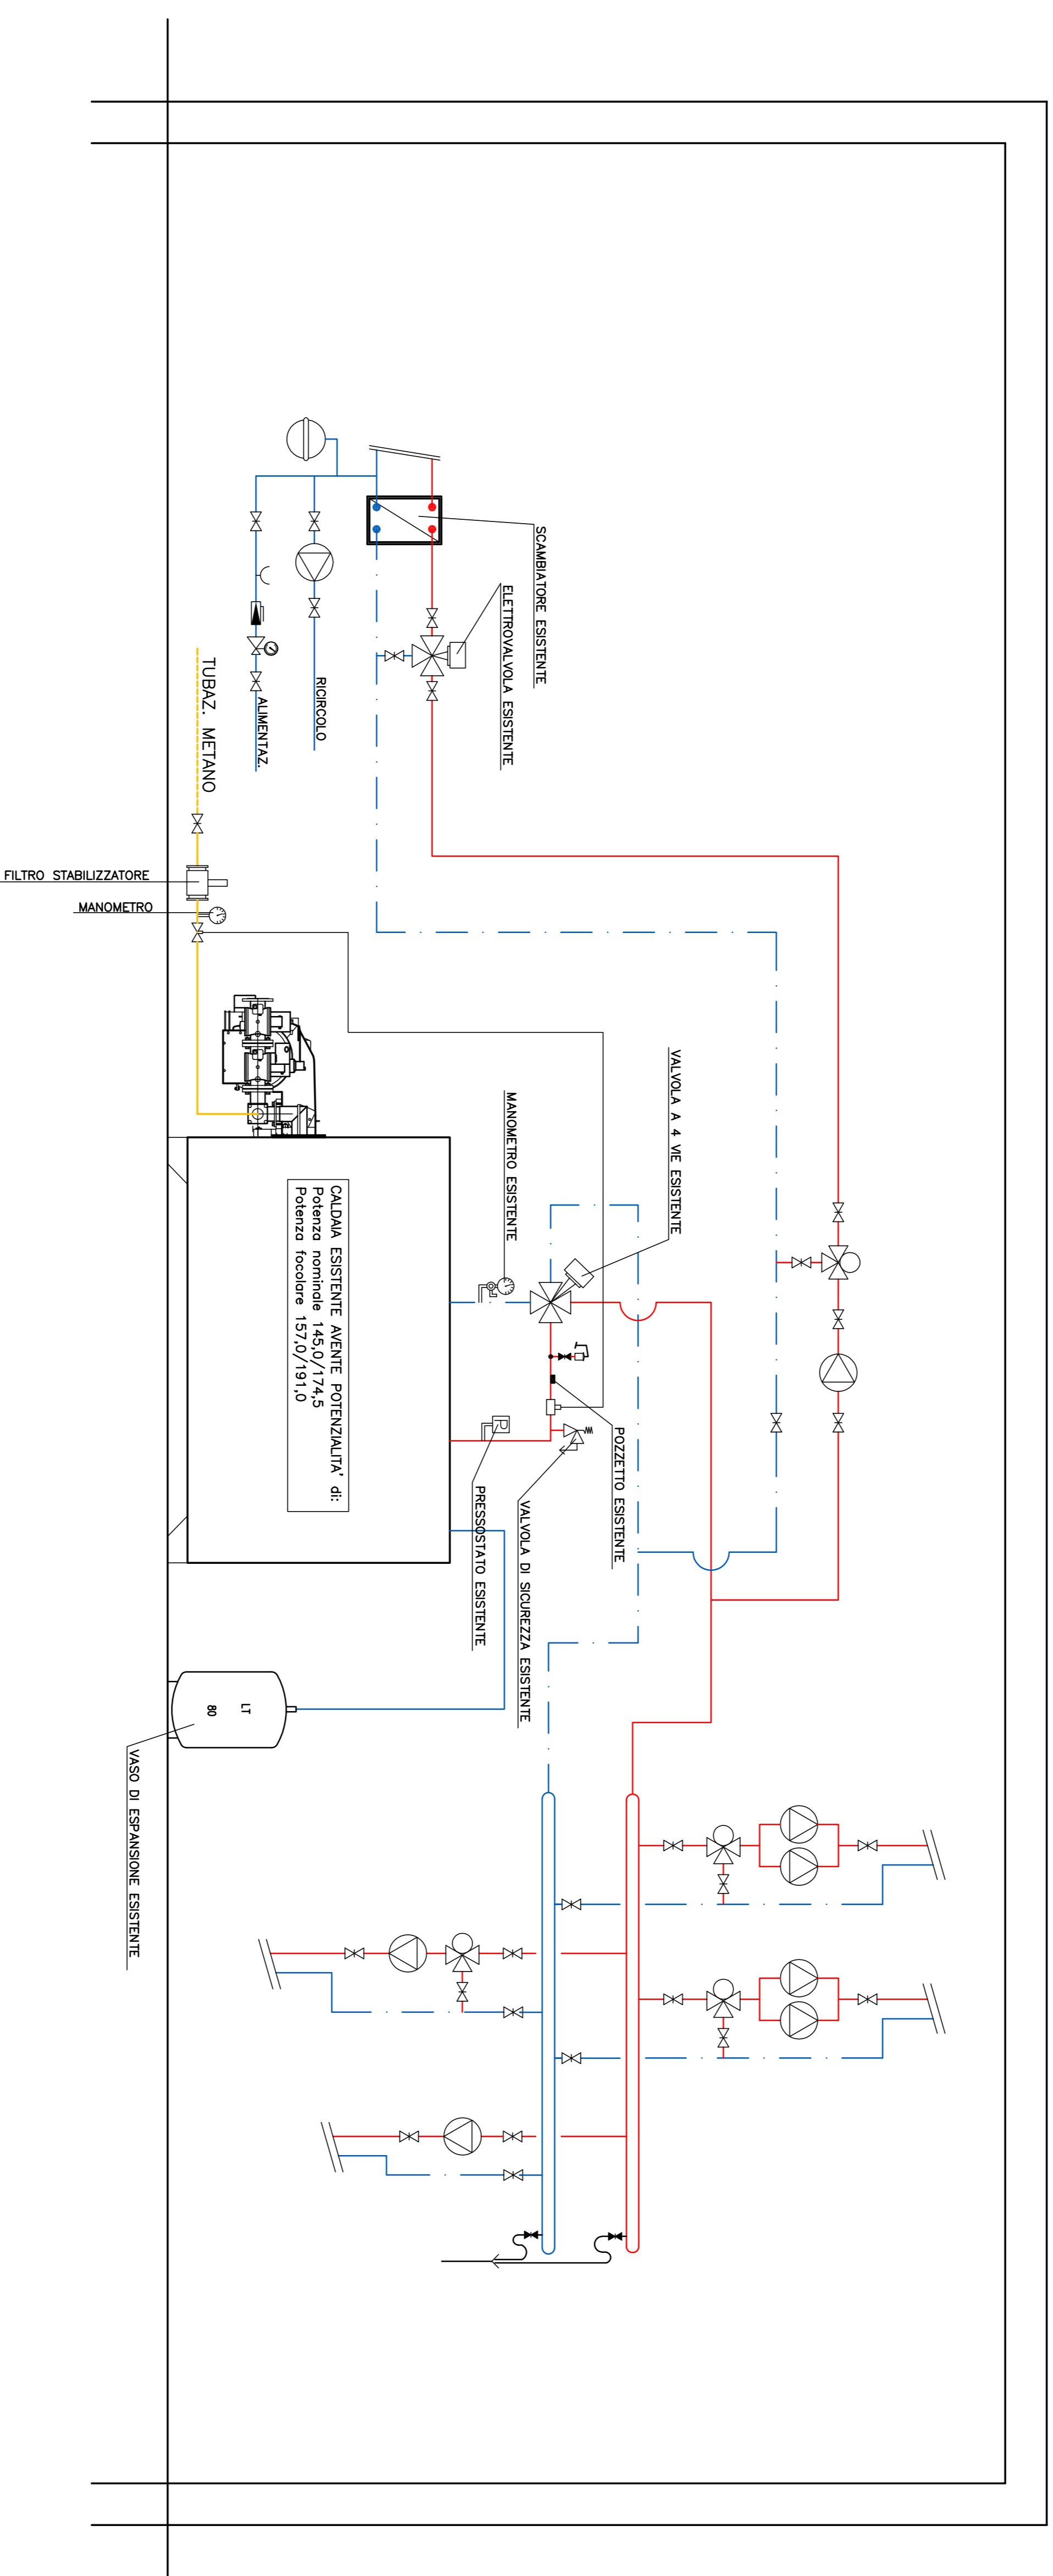 SCAMBIATORE ESISTENTE
ELETTROVALVOLA ESISTENTE
RICIRCOLO
ALIMENTAZ.
TUBAZ. METANO
FILTRO STABILIZZATORE
MANOMETRO
VALVOLA A 4 VIE ESISTENTE
MANOMETRO ESISTENTE
CALDAIA ESISTENTE AVENTE POTENZIALITA' di:
Potenza nominale 145,0/174,5
Potenza focolare 157,0/191,0
P
POZZETTO ESISTENTE
VALVOLA DI SICUREZZA ESISTENTE
PRESSOSTATO ESISTENTE
LT
80
VASO DI ESPANSIONE ESISTENTE